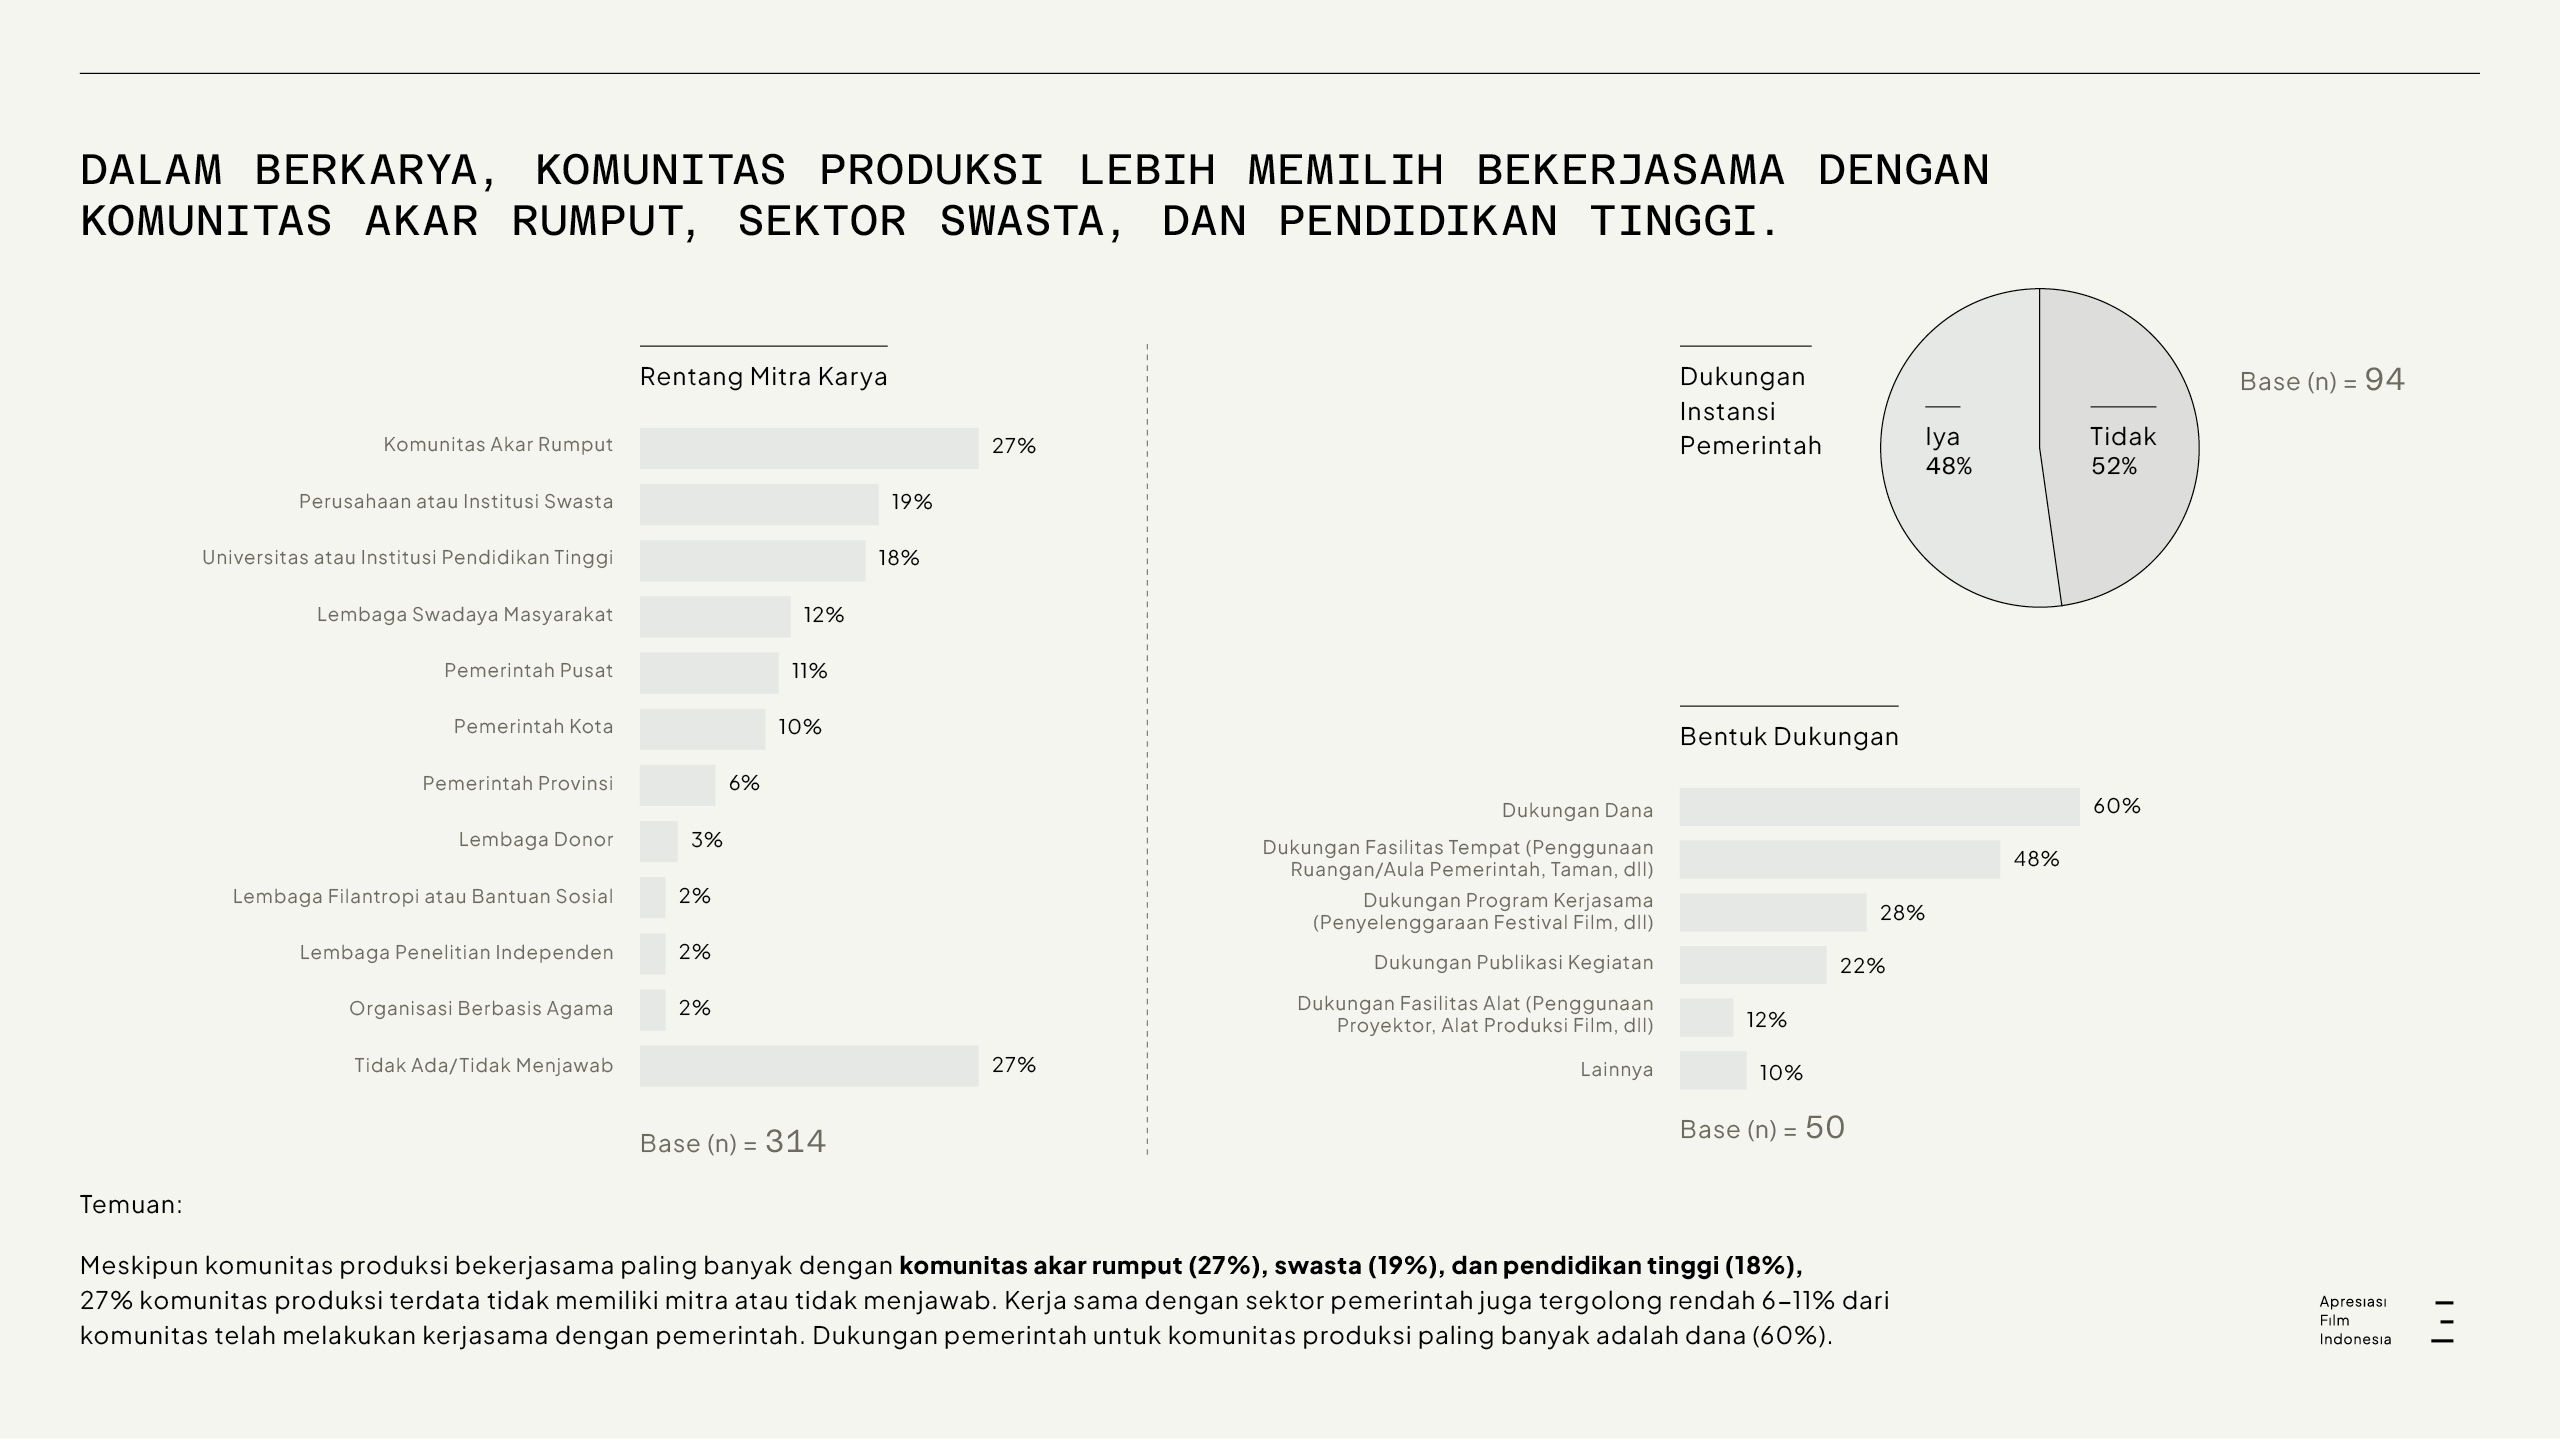 DALAM BERKARYA, KOMUNITAS PRODUKSI LEBIH MEMILIH BEKERJASAMA DENGAN
KOMUNITAS AKAR RUMPUT, SEKTOR SWASTA, DAN PENDIDIKAN TINGGI.
Rentang Mitra Karya
Komunitas Akar Rumput 27%
Perusahaan atau Institusi Swasta 19%
Universitas atau Institusi Pendidikan Tinggi 18%
Lembaga Swadaya Masyarakat 12%
Pemerintah Pusat 11%
Pemerintah Kota 10%
Pemerintah Provinsi 6%
Lembaga Donor 3%
Lembaga Filantropi atau Bantuan Sosial 2%
Lembaga Penelitian Independen 2%
Organisasi Berbasis Agama 2%
Tidak Ada/Tidak Menjawab 27%
Base (n) = 314
Dukungan
Instansi
Pemerintah
Iya
48%
Tidak
52%
Base (n) = 94
Bentuk Dukungan
Dukungan Dana 60%
Dukungan Fasilitas Tempat (Penggunaan
Ruangan/Aula Pemerintah, Taman, dll) 48%
Dukungan Program Kerjasama
(Penyelenggaraan Festival Film, dll) 28%
Dukungan Publikasi Kegiatan 22%
Dukungan Fasilitas Alat (Penggunaan
Proyektor, Alat Produksi Film, dll) 12%
Lainnya 10%
Base (n) = 50
Temuan:
Meskipun komunitas produksi bekerjasama paling banyak dengan komunitas akar rumput (27%), swasta (19%), dan pendidikan tinggi (18%),
27% komunitas produksi terdata tidak memiliki mitra atau tidak menjawab. Kerja sama dengan sektor pemerintah juga tergolong rendah 6–11% dari
komunitas telah melakukan kerjasama dengan pemerintah. Dukungan pemerintah untuk komunitas produksi paling banyak adalah dana (60%).
Apresiasi
Film
Indonesia